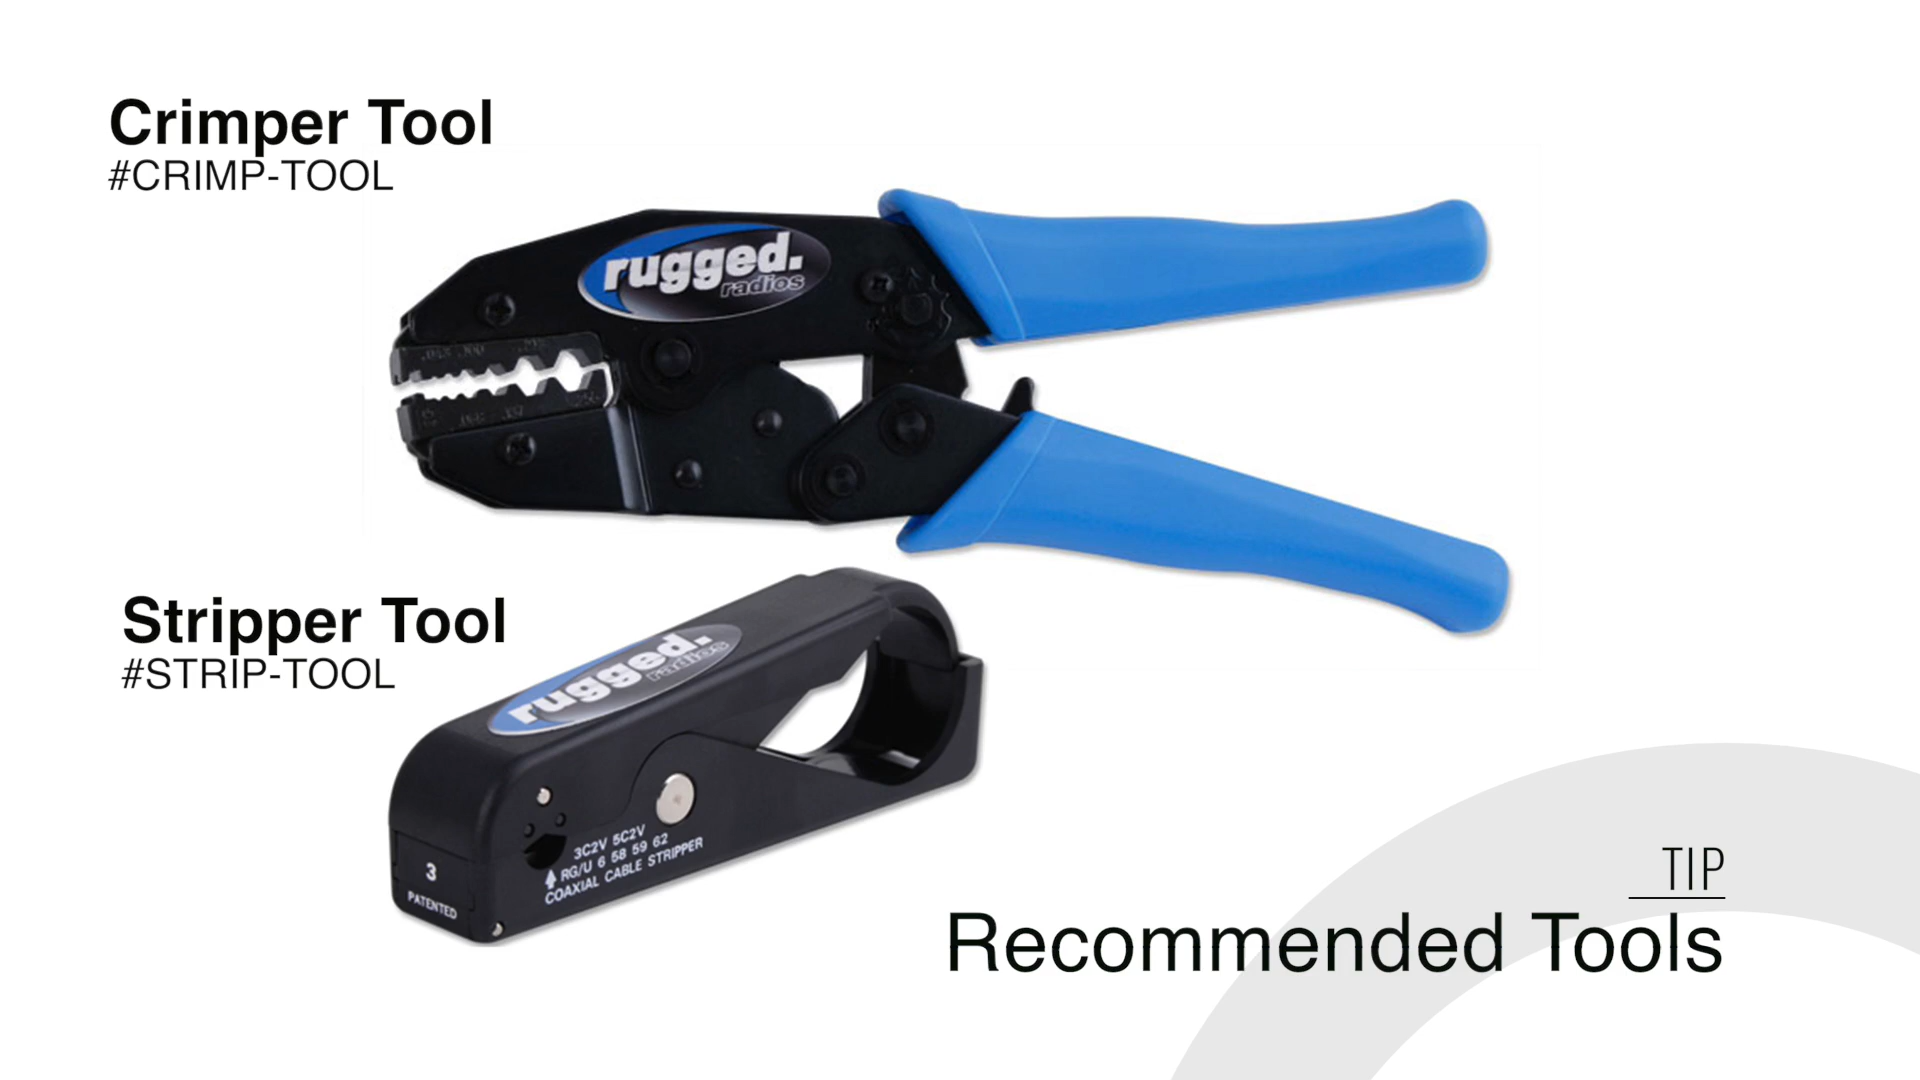 Crimper Tool
#CRIMP-TOOL
rugged.
radios
Stripper Tool
#STRIP-TOOL
rugged.
radios
3C2V 5C2V
RG/U 6 58 59 62
COAXIAL CABLE STRIPPER
3
PATENTED
TIP
Recommended Tools